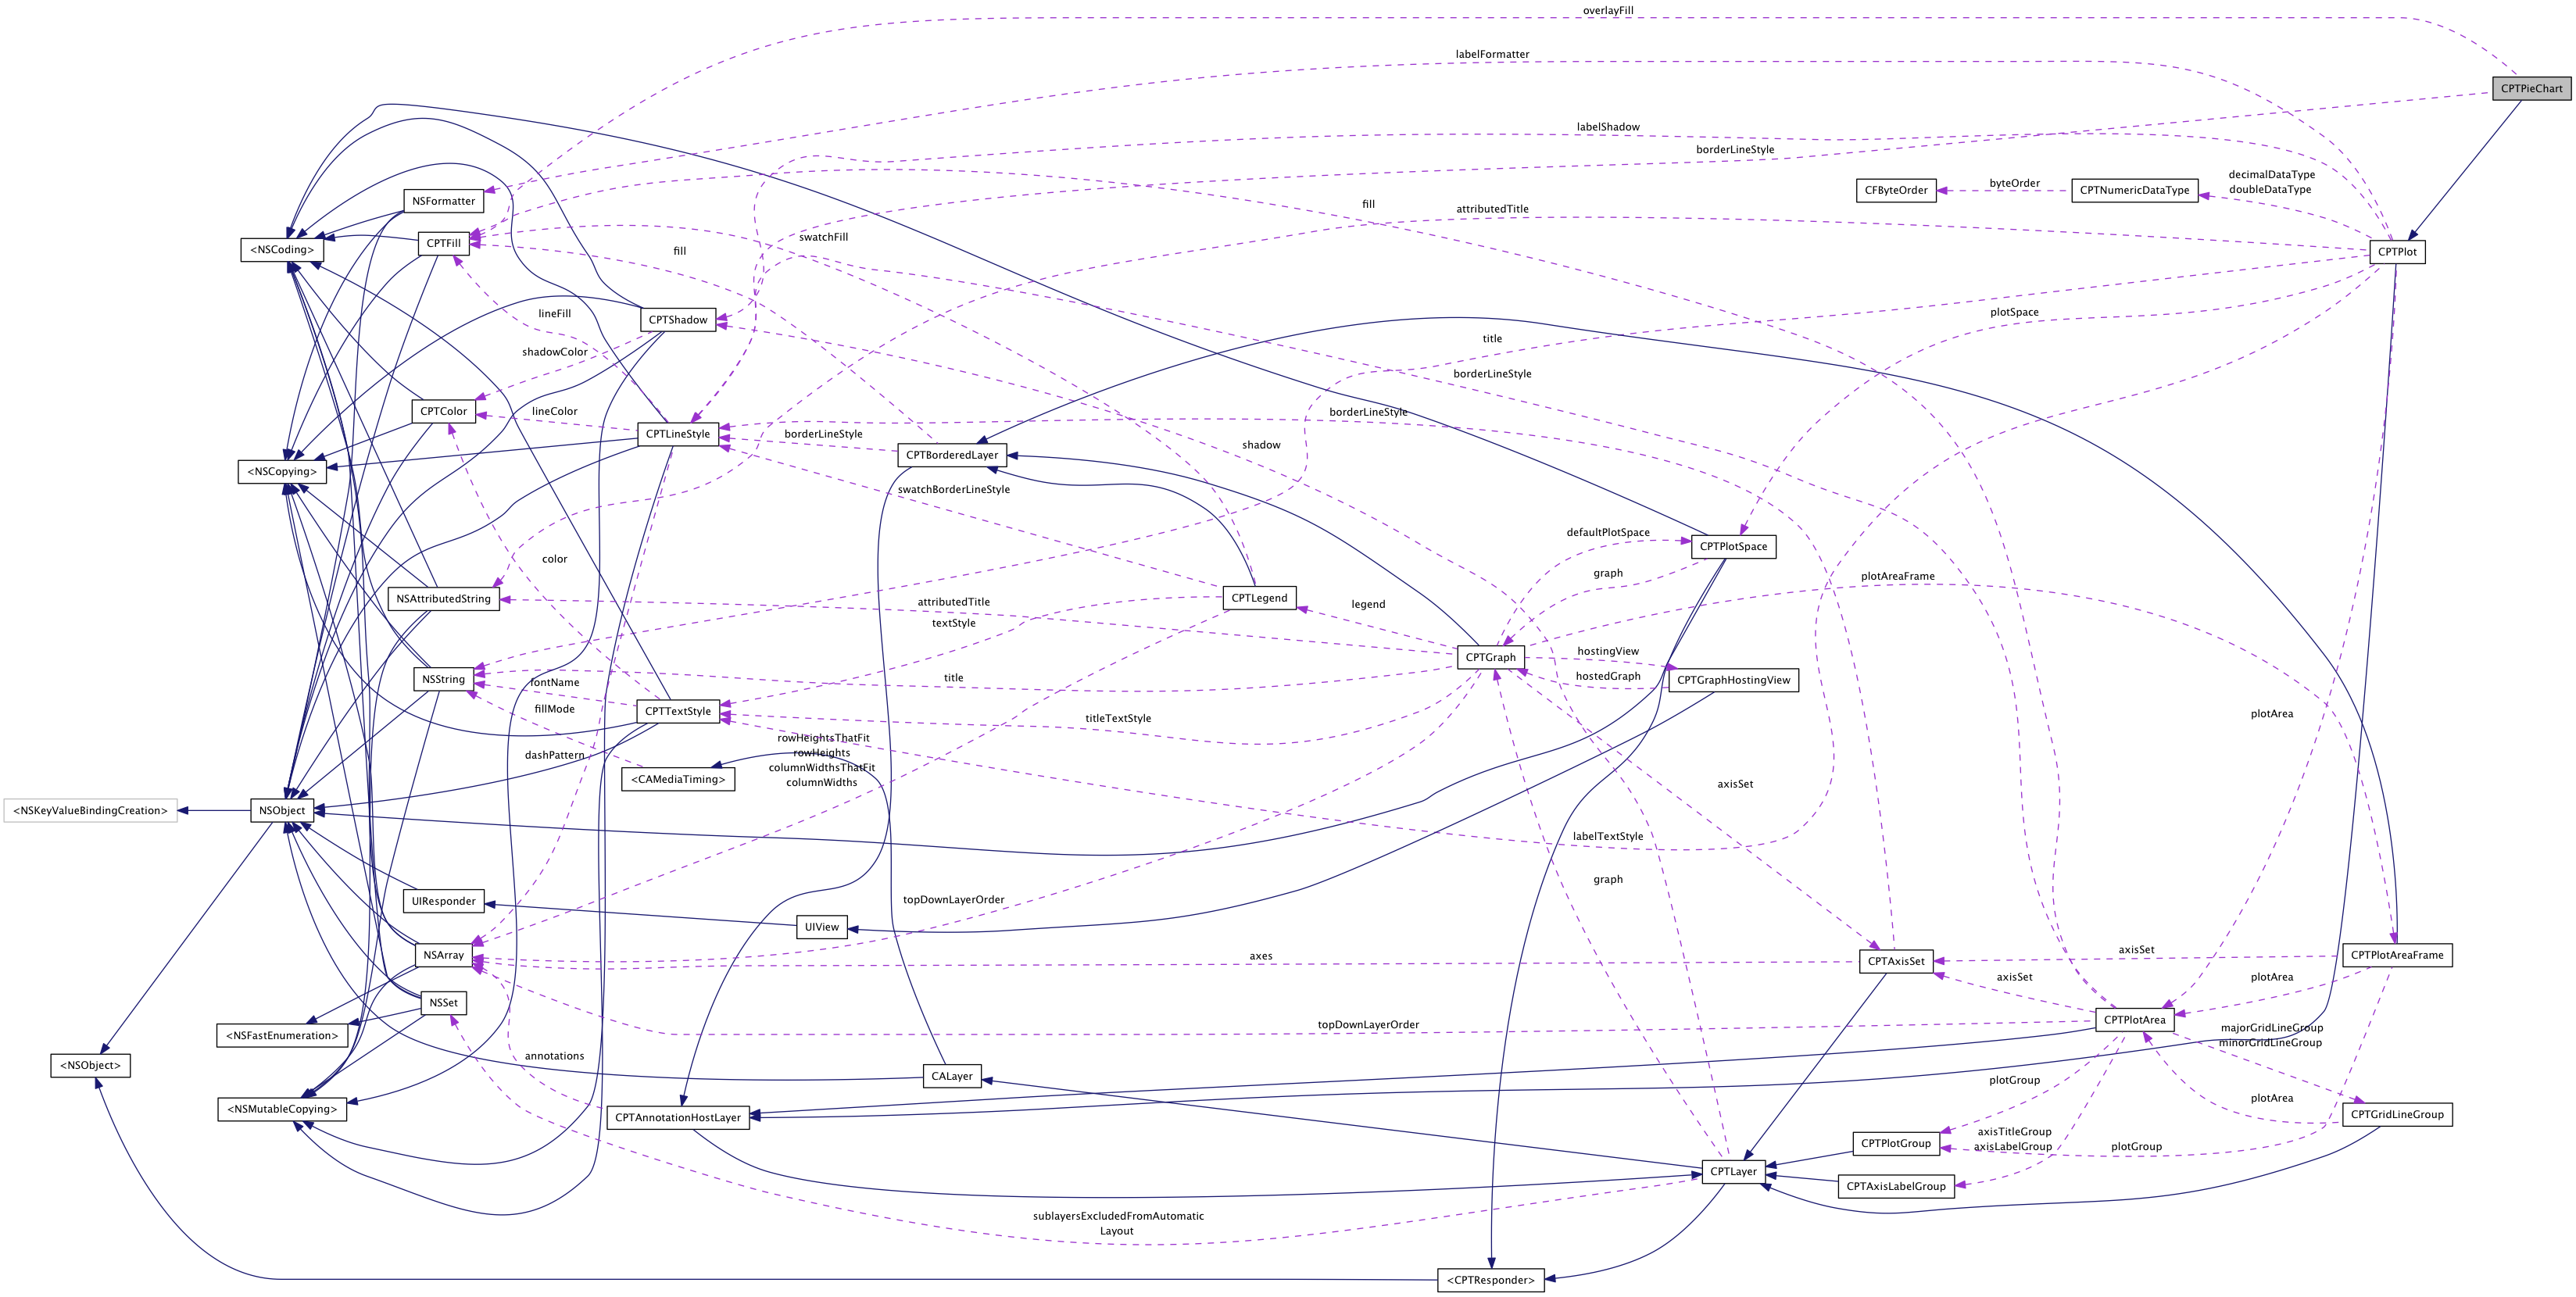 overlayFill
labelFormatter
CPTPieChart
labelShadow
borderLineStyle
decimalDataType
doubleDataType
byteOrder
CFByteOrder
CPTNumericDataType
NSFormatter
fill
attributedTitle
swatchFill
<NSCoding>
CPTFill
fill
CPTPlot
lineFill
CPTShadow
plotSpace
title
shadowColor
borderLineStyle
CPTColor
lineColor
borderLineStyle
CPTLineStyle
borderLineStyle
shadow
CPTBorderedLayer
<NSCopying>
swatchBorderLineStyle
defaultPlotSpace
CPTPlotSpace
color
graph
plotAreaFrame
NSAttributedString
attributedTitle
textStyle
CPTLegend
legend
hostingView
CPTGraph
NSString
fontName
title
hostedGraph
CPTGraphHostingView
fillMode
CPTTextStyle
titleTextStyle
plotArea
rowHeightsThatFit
rowHeights
columnWidthsThatFit
columnWidths
dashPattern
<CAMediaTiming>
axisSet
<NSKeyValueBindingCreation>
NSObject
labelTextStyle
graph
UIResponder
topDownLayerOrder
UIView
NSArray
axes
CPTAxisSet
axisSet
CPTPlotAreaFrame
axisSet
plotArea
NSSet
CPTPlotArea
<NSFastEnumeration>
topDownLayerOrder
majorGridLineGroup
minorGridLineGroup
annotations
<NSObject>
CALayer
plotGroup
plotArea
<NSMutableCopying>
CPTAnnotationHostLayer
CPTGridLineGroup
axisTitleGroup
axisLabelGroup
CPTPlotGroup
plotGroup
CPTLayer
CPTAxisLabelGroup
sublayersExcludedFromAutomatic
Layout
<CPTResponder>